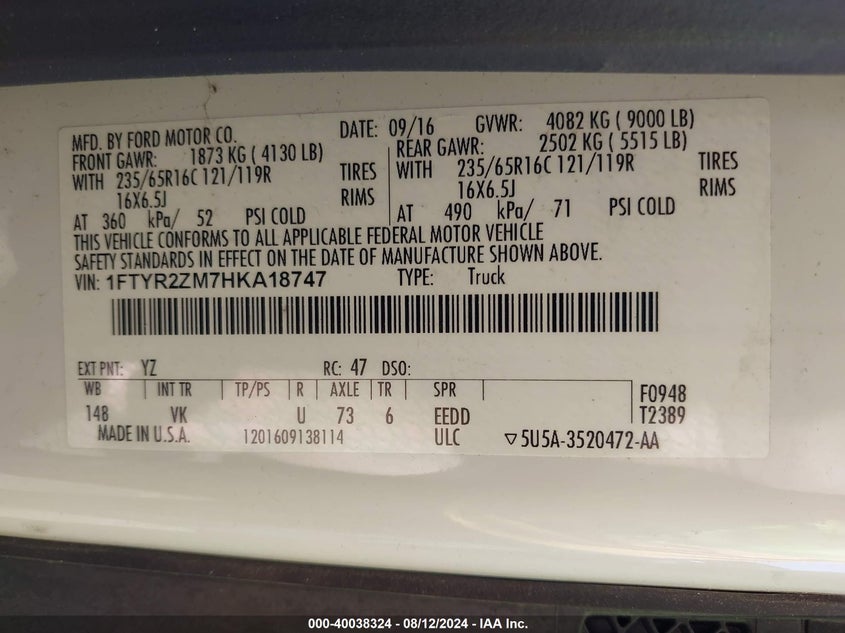 MFD. BY FORD MOTOR CO. DATE: 09/16 GVWR: 4082 KG ( 9000 LB)
FRONT GAWR: 1873 KG ( 4130 LB) REAR GAWR: 2502 KG ( 5515 LB)
WITH 235/65R16C 121/119R TIRES WITH 235/65R16C 121/119R TIRES
16X6.5J RIMS 16X6.5J RIMS
AT 360 kPa/ 52 PSI COLD AT 490 kPa/ 71 PSI COLD
THIS VEHICLE CONFORMS TO ALL APPLICABLE FEDERAL MOTOR VEHICLE
SAFETY STANDARDS IN EFFECT ON THE DATE OF MANUFACTURE SHOWN ABOVE.
VIN: 1FTYR2ZM7HKA18747 TYPE: Truck
EXT PNT: YZ RC: 47 DSO:
WB INT TR TP/PS R AXLE TR SPR F0948
148 VK U 73 6 EEDD T2389
MADE IN U.S.A. 1201609138114 ULC ▽5U5A-3520472-AA
000-40038324 — 08/12/2024 — IAA Inc.